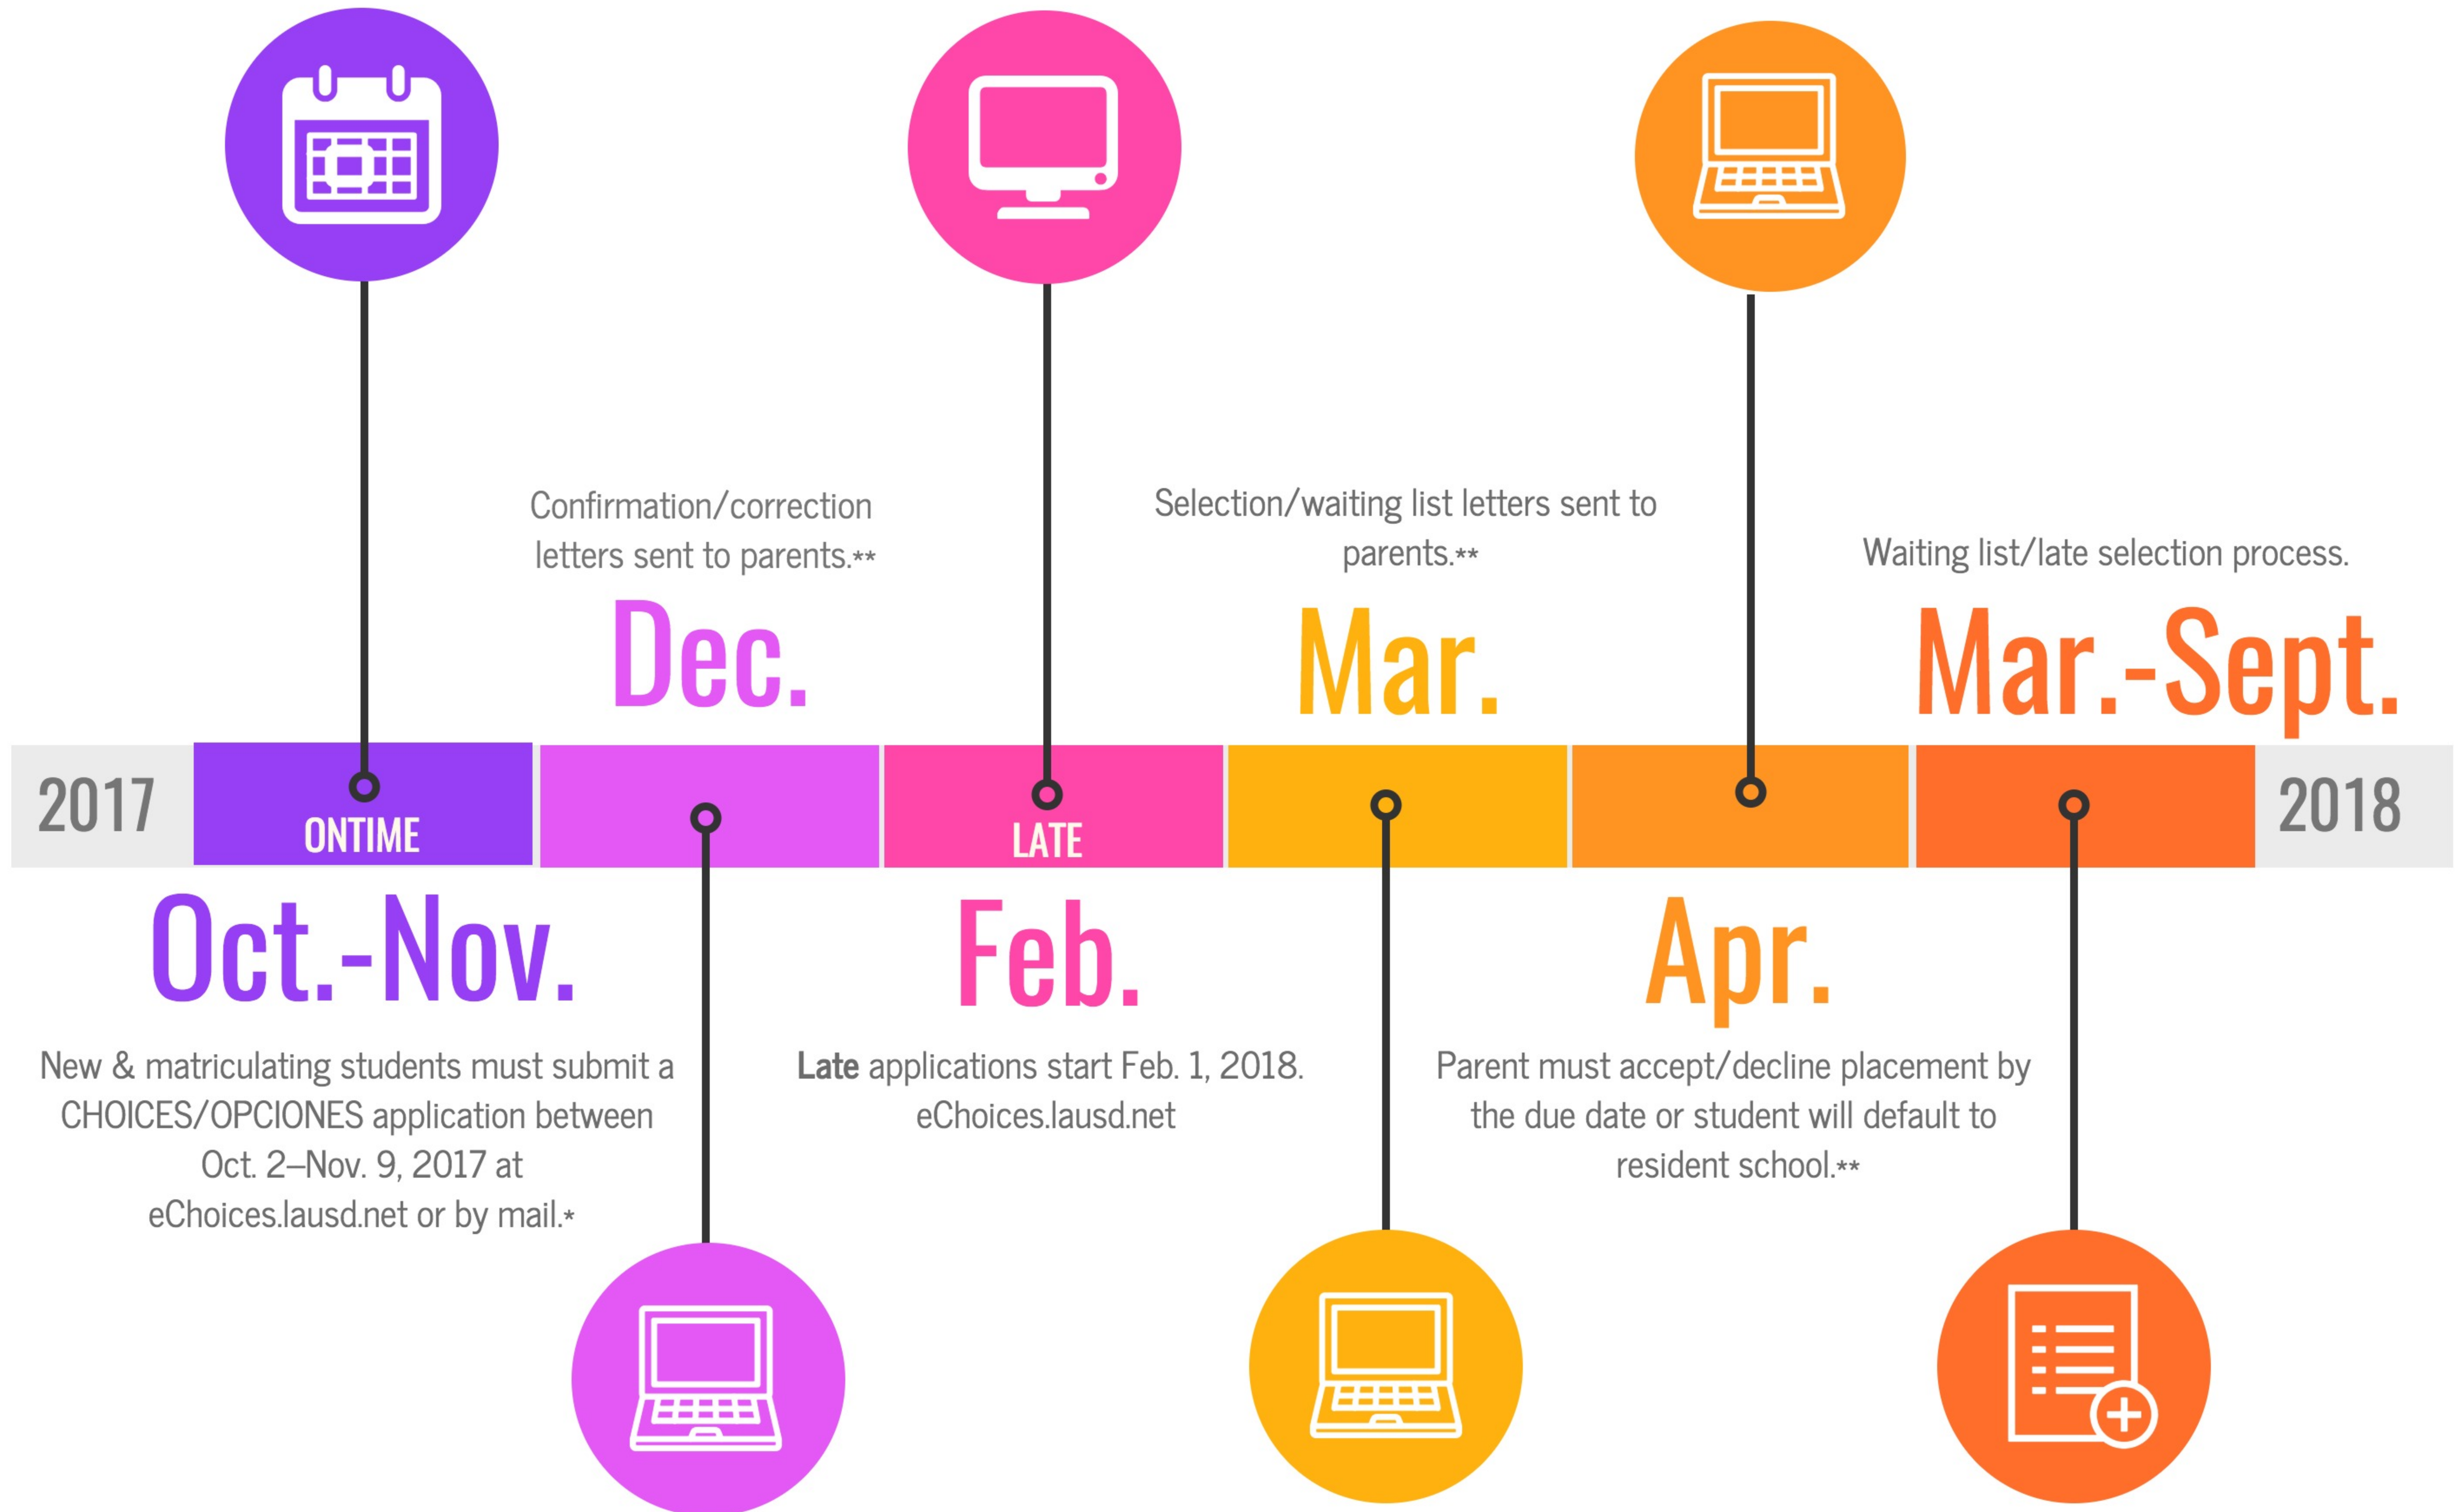 Confirmation/correction
letters sent to parents.**
Dec.
Selection/waiting list letters sent to
parents.**
Mar.
Waiting list/late selection process.
Mar.-Sept.
2017
ONTIME
LATE
2018
Oct.-Nov.
New & matriculating students must submit a
CHOICES/OPCIONES application between
Oct. 2–Nov. 9, 2017 at
eChoices.lausd.net or by mail.*
Feb.
Late applications start Feb. 1, 2018.
eChoices.lausd.net
Apr.
Parent must accept/decline placement by
the due date or student will default to
resident school.**